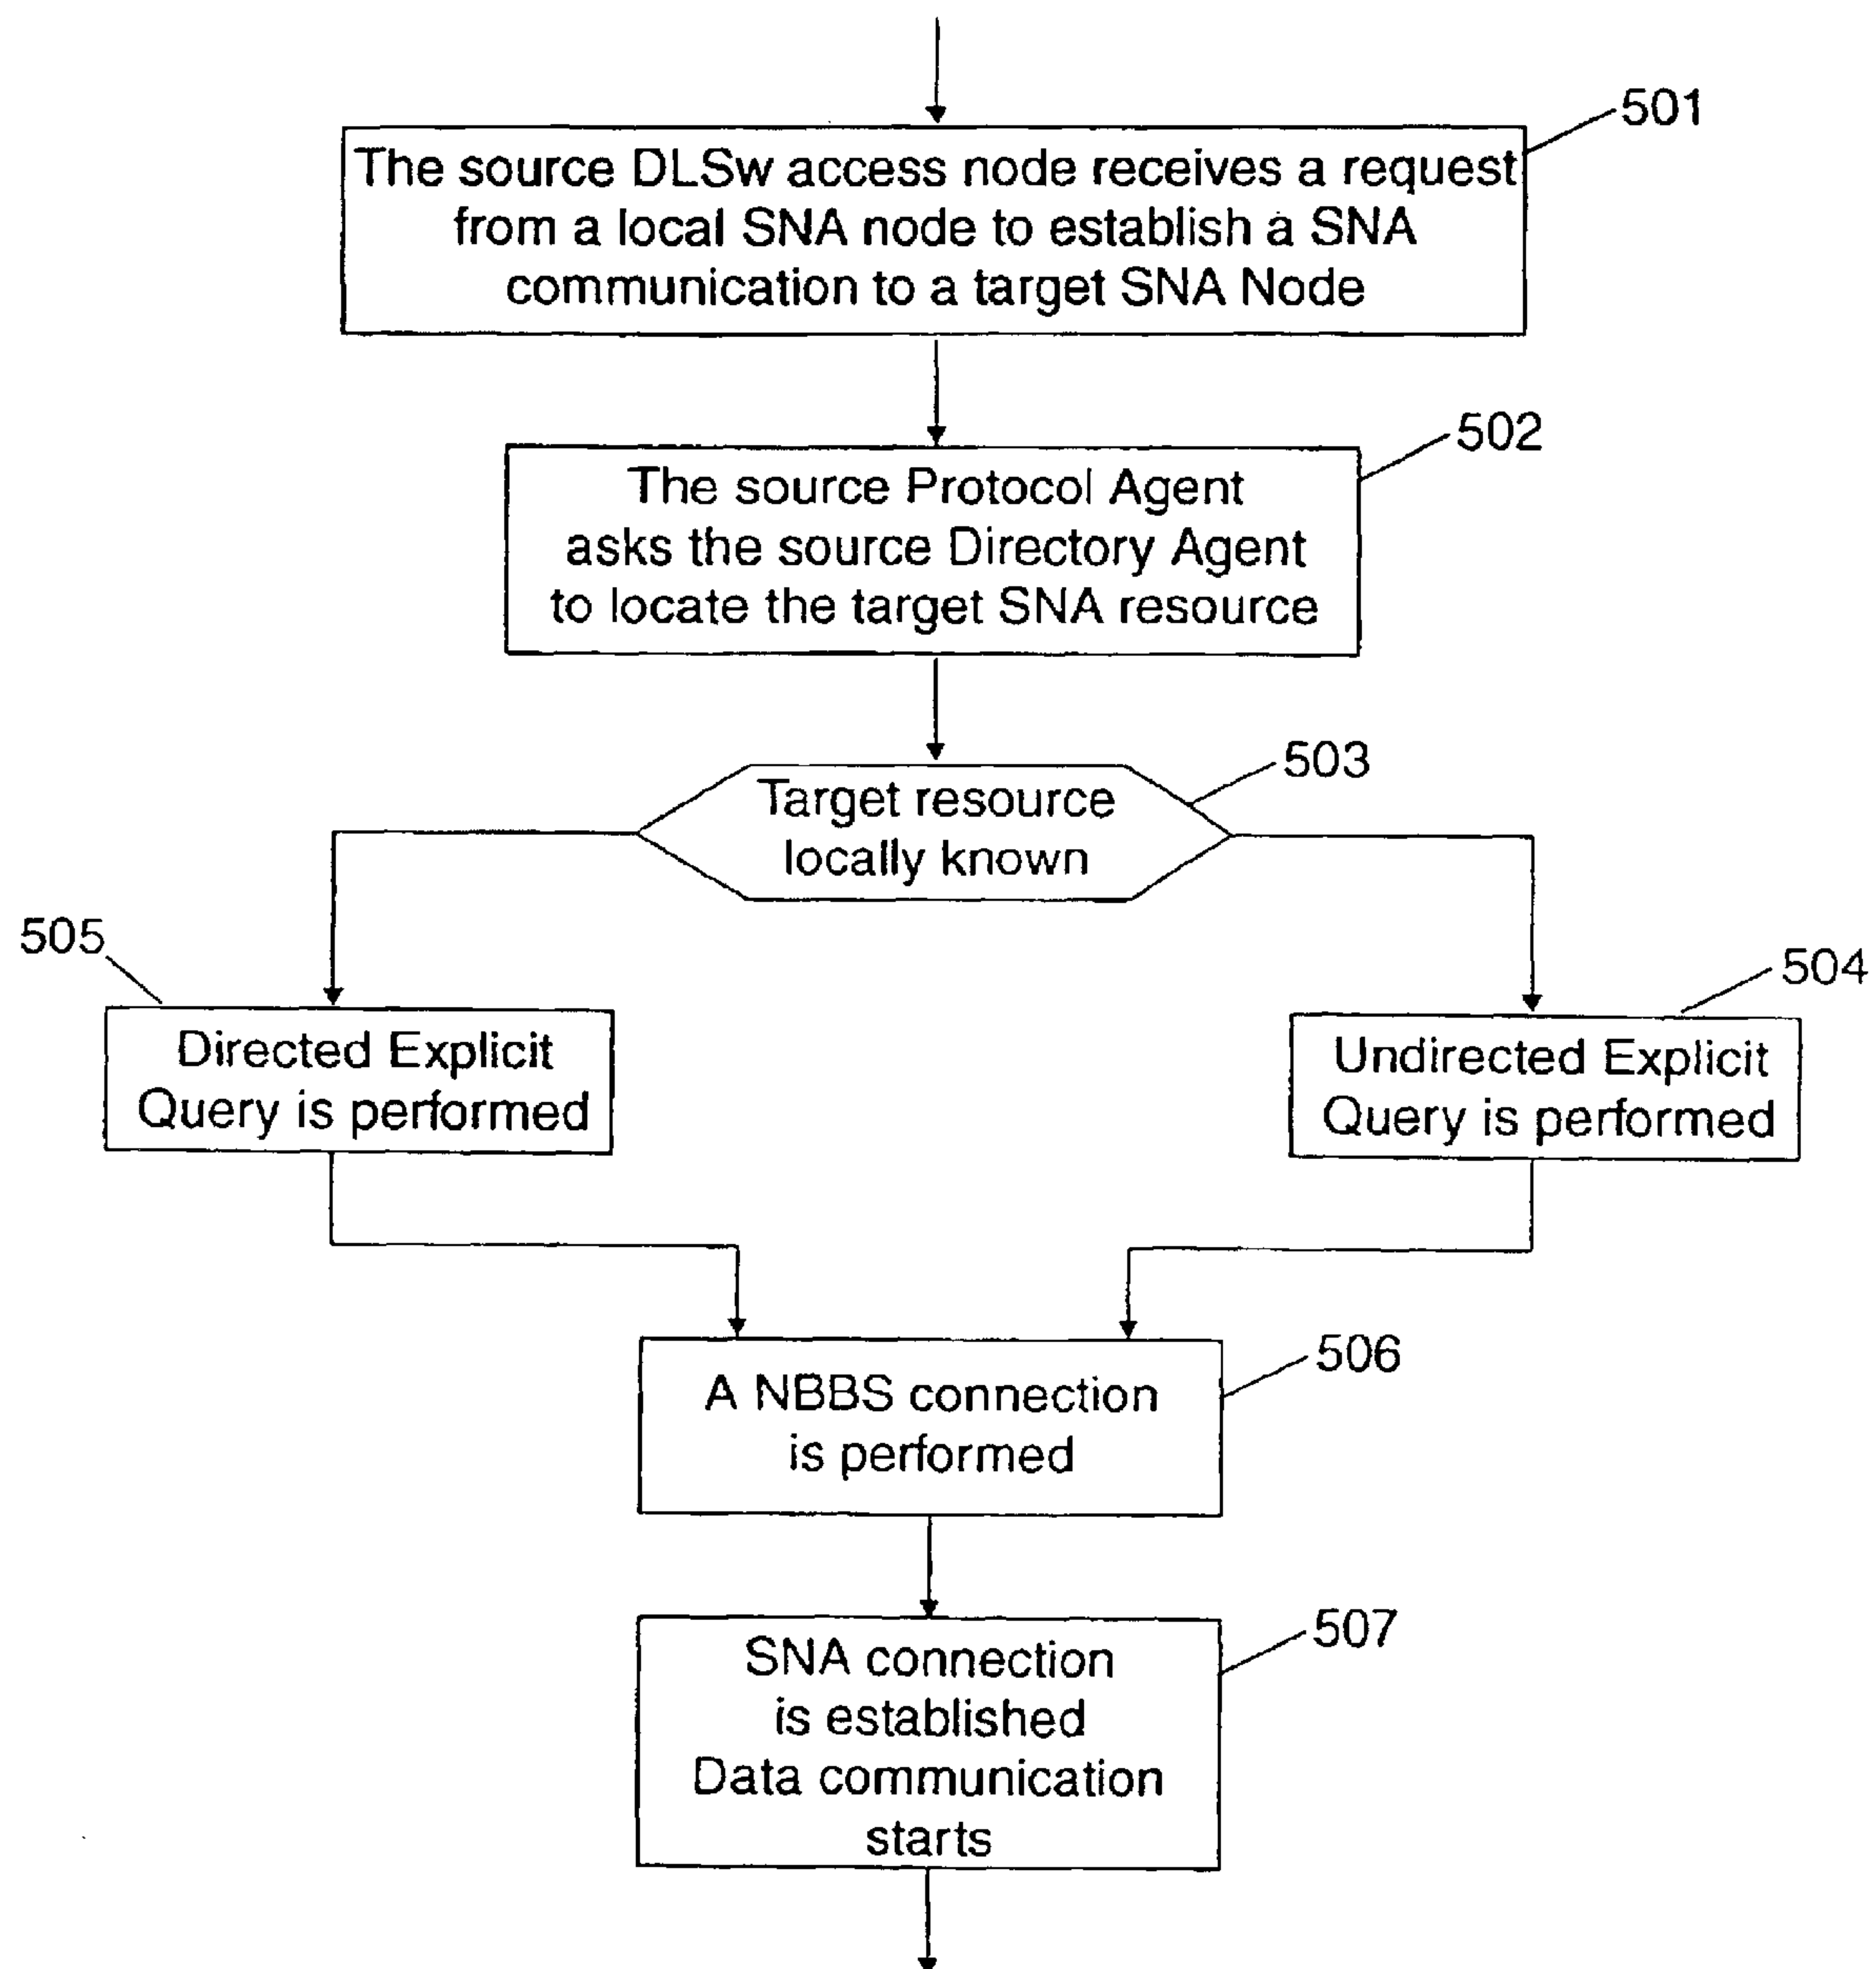 501
The source DLSw access node receives a request
from a local SNA node to establish a SNA
communication to a target SNA Node
502
The source Protocol Agent
asks the source Directory Agent
to locate the target SNA resource
503
Target resource
locally known
505
504
Directed Explicit
Query is performed
Undirected Explicit
Query is performed
506
A NBBS connection
is performed
507
SNA connection
is established
Data communication
starts